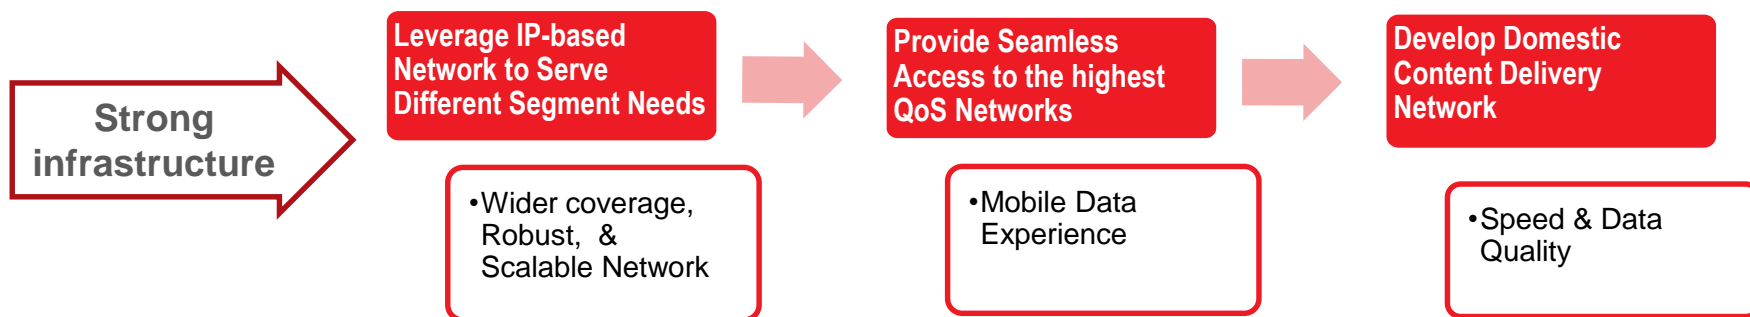 Strong
infrastructure
Leverage IP-based
Network to Serve
Different Segment Needs
•Wider coverage,
Robust, &
Scalable Network
Provide Seamless
Access to the highest
QoS Networks
•Mobile Data
Experience
Develop Domestic
Content Delivery
Network
•Speed & Data
Quality